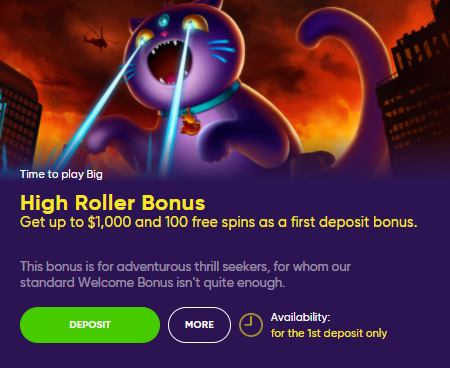 Time to play Big
High Roller Bonus
Get up to $1,000 and 100 free spins as a first deposit bonus.
This bonus is for adventurous thrill seekers, for whom our
standard Welcome Bonus isn't quite enough.
DEPOSIT
MORE
Availability:
for the 1st deposit only